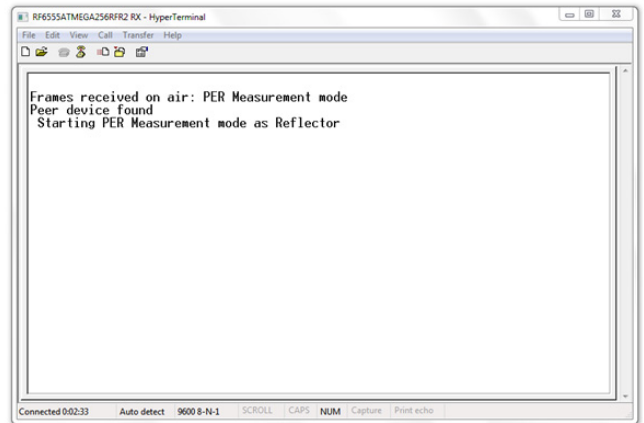 RF6555ATMEGA256RFR2 RX - HyperTerminal
File Edit View Call Transfer Help
Frames received on air: PER Measurement mode
Peer device found
Starting PER Measurement mode as Reflector
Connected 0:02:33 Auto detect 9600 8-N-1 SCROLL CAPS NUM Capture Print echo